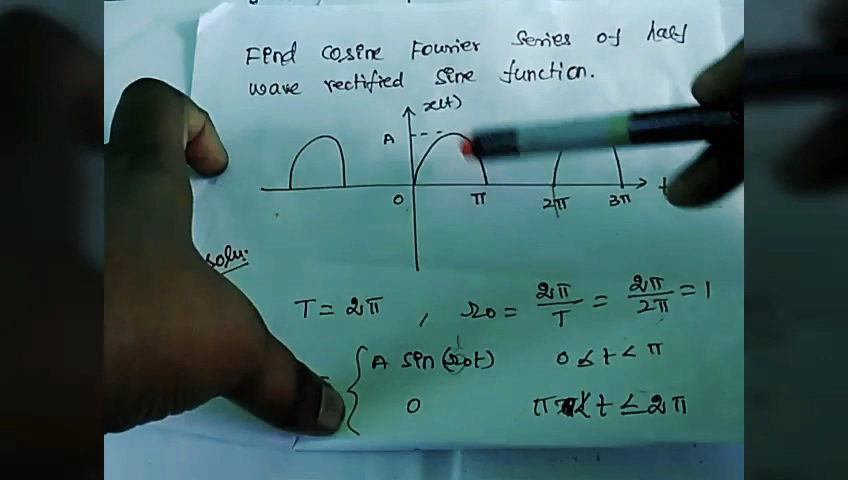 Find cosine Fourier series of half
wave rectified sine function.
x(t)
A
0 π 2π 3π t
Solu:
T = 2π , Ω0 = 2π/T = 2π/2π = 1
A sin(Ω0t) 0 ≤ t < π
0 π < t ≤ 2π